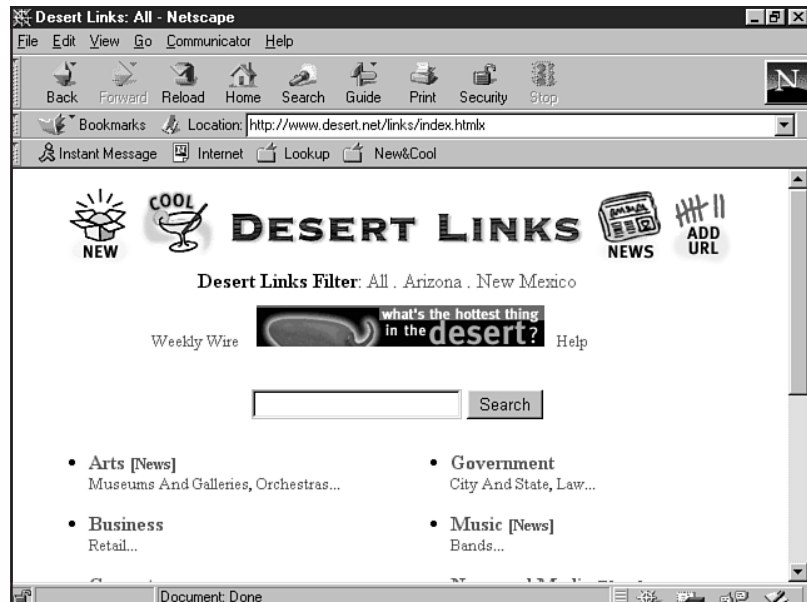 Desert Links: All - Netscape
File Edit View Go Communicator Help
Back Forward Reload Home Search Guide Print Security Stop
N
Bookmarks Location: http://www.desert.net/links/index.htmlx
Instant Message Internet Lookup New&Cool
NEW COOL DESERT LINKS NEWS ADD URL
Desert Links Filter: All . Arizona . New Mexico
Weekly Wire what's the hottest thing in the desert? Help
Search
• Arts [News]
Museums And Galleries, Orchestras...
• Government
City And State, Law...
• Business
Retail...
• Music [News]
Bands...
Document: Done